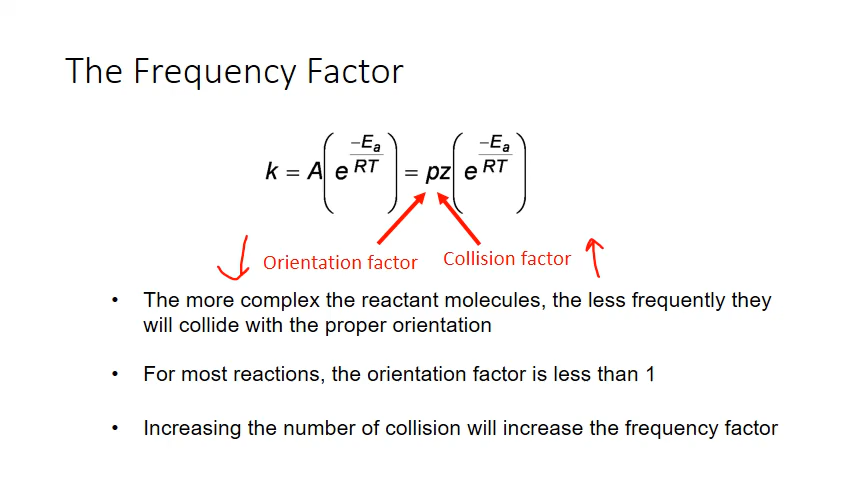 The Frequency Factor
k = A(e^(-Ea/RT)) = pz(e^(-Ea/RT))
Orientation factor
Collision factor
• The more complex the reactant molecules, the less frequently they
will collide with the proper orientation
• For most reactions, the orientation factor is less than 1
• Increasing the number of collision will increase the frequency factor